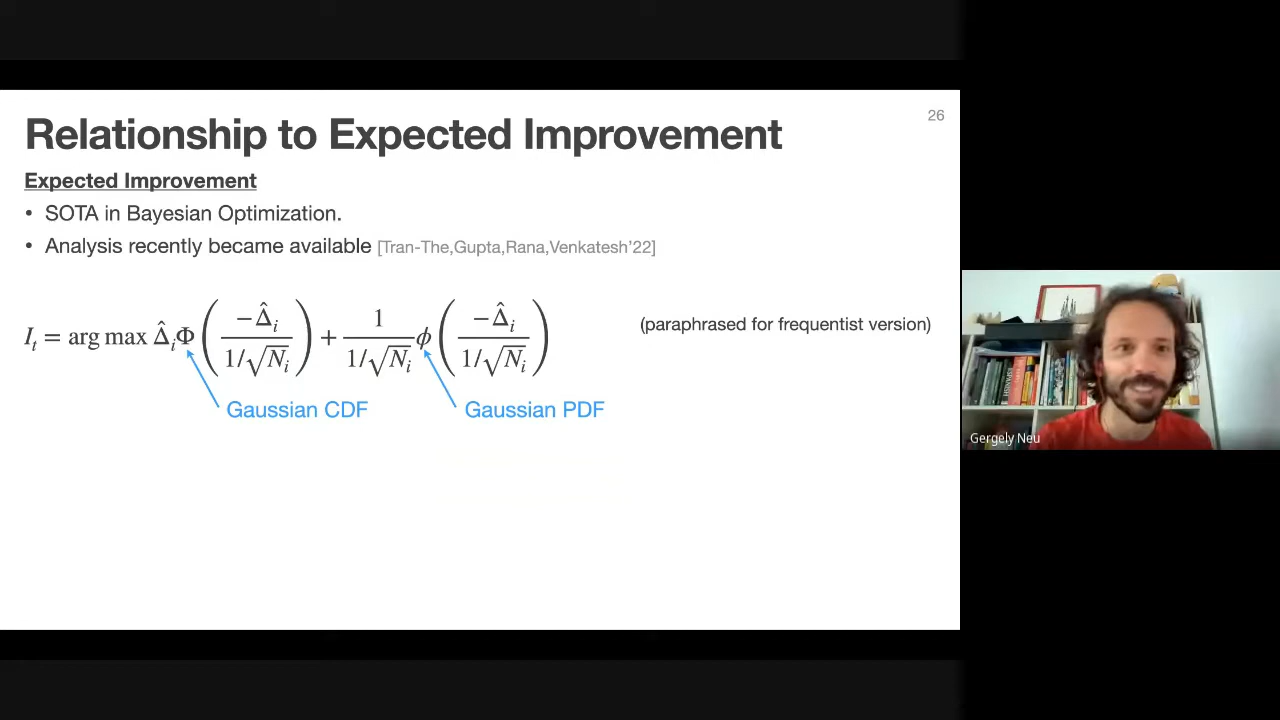 26
Relationship to Expected Improvement
Expected Improvement
• SOTA in Bayesian Optimization.
• Analysis recently became available [Tran-The,Gupta,Rana,Venkatesh'22]
I_t = arg max Δ̂_i Φ ( −Δ̂_i / 1/√N_i ) + 1 / 1/√N_i ϕ ( −Δ̂_i / 1/√N_i )
(paraphrased for frequentist version)
Gaussian CDF
Gaussian PDF
Gergely Neu